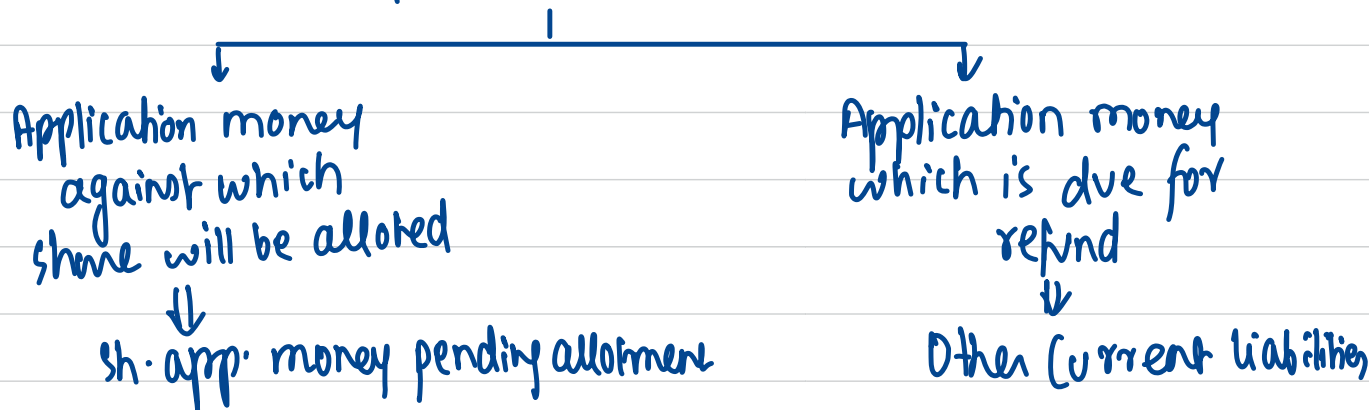 Application money
against which
share will be alloted
sh. app. money pending allotment
Application money
which is due for
refund
Other Current liabilities